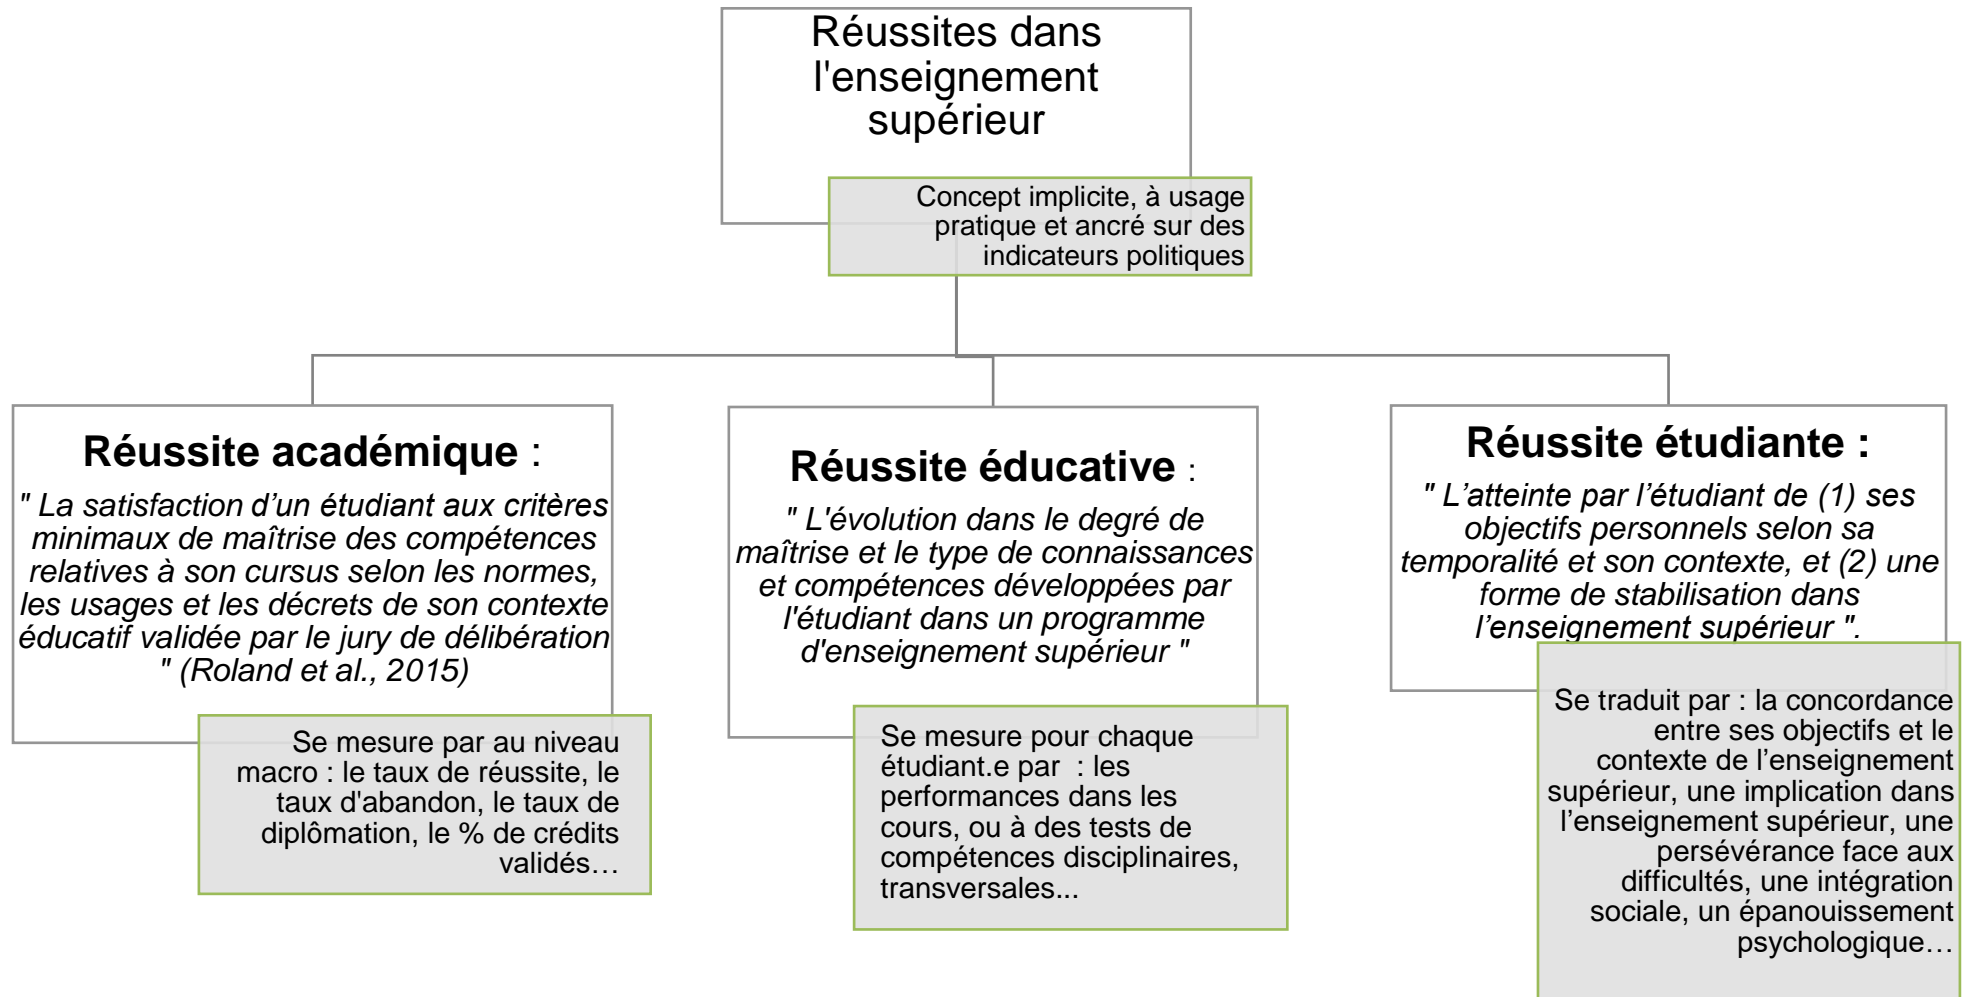 Réussites dans
l'enseignement
supérieur
Concept implicite, à usage
pratique et ancré sur des
indicateurs politiques
Réussite académique :
" La satisfaction d’un étudiant aux critères
minimaux de maîtrise des compétences
relatives à son cursus selon les normes,
les usages et les décrets de son contexte
éducatif validée par le jury de délibération
" (Roland et al., 2015)
Se mesure par au niveau
macro : le taux de réussite, le
taux d'abandon, le taux de
diplômation, le % de crédits
validés…
Réussite éducative :
" L'évolution dans le degré de
maîtrise et le type de connaissances
et compétences développées par
l'étudiant dans un programme
d'enseignement supérieur "
Se mesure pour chaque
étudiant.e par  : les
performances dans les
cours, ou à des tests de
compétences disciplinaires,
transversales...
Réussite étudiante :
" L’atteinte par l’étudiant de (1) ses
objectifs personnels selon sa
temporalité et son contexte, et (2) une
forme de stabilisation dans
l’enseignement supérieur ".
Se traduit par : la concordance
entre ses objectifs et le
contexte de l’enseignement
supérieur, une implication dans
l’enseignement supérieur, une
persévérance face aux
difficultés, une intégration
sociale, un épanouissement
psychologique…